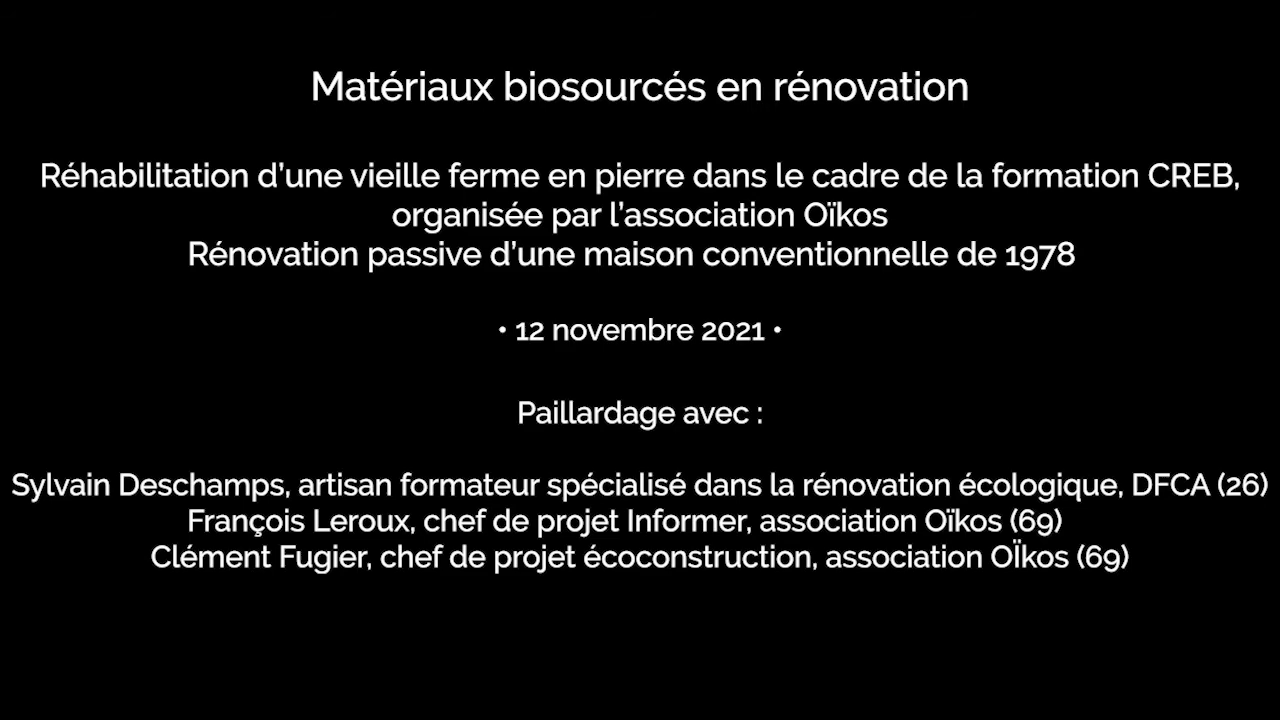 Matériaux biosourcés en rénovation
Réhabilitation d’une vieille ferme en pierre dans le cadre de la formation CREB,
organisée par l’association Oïkos
Rénovation passive d’une maison conventionnelle de 1978
• 12 novembre 2021 •
Paillardage avec :
Sylvain Deschamps, artisan formateur spécialisé dans la rénovation écologique, DFCA (26)
François Leroux, chef de projet Informer, association Oïkos (69)
Clément Fugier, chef de projet écoconstruction, association OÏkos (69)